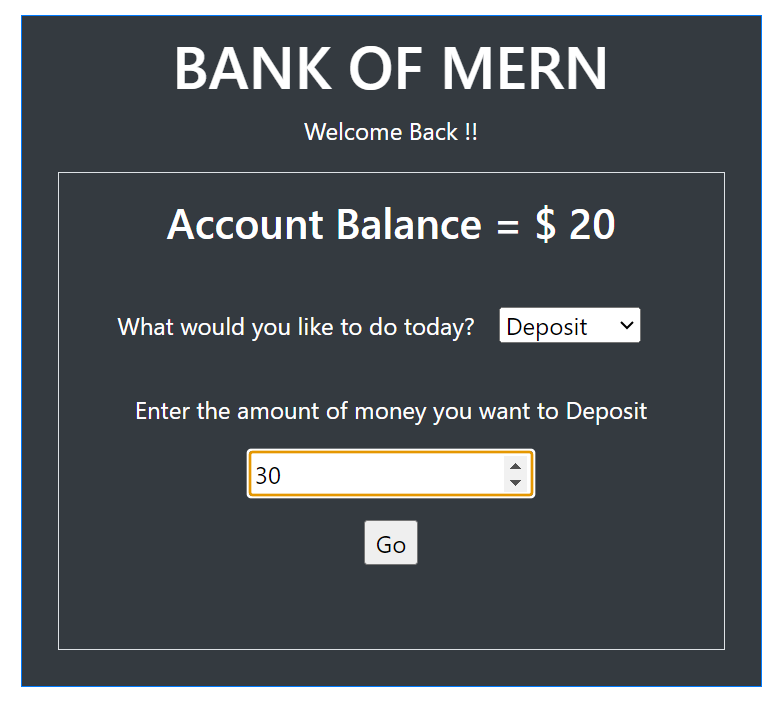 BANK OF MERN
Welcome Back !!
Account Balance = $ 20
What would you like to do today? Deposit
Enter the amount of money you want to Deposit
30
Go